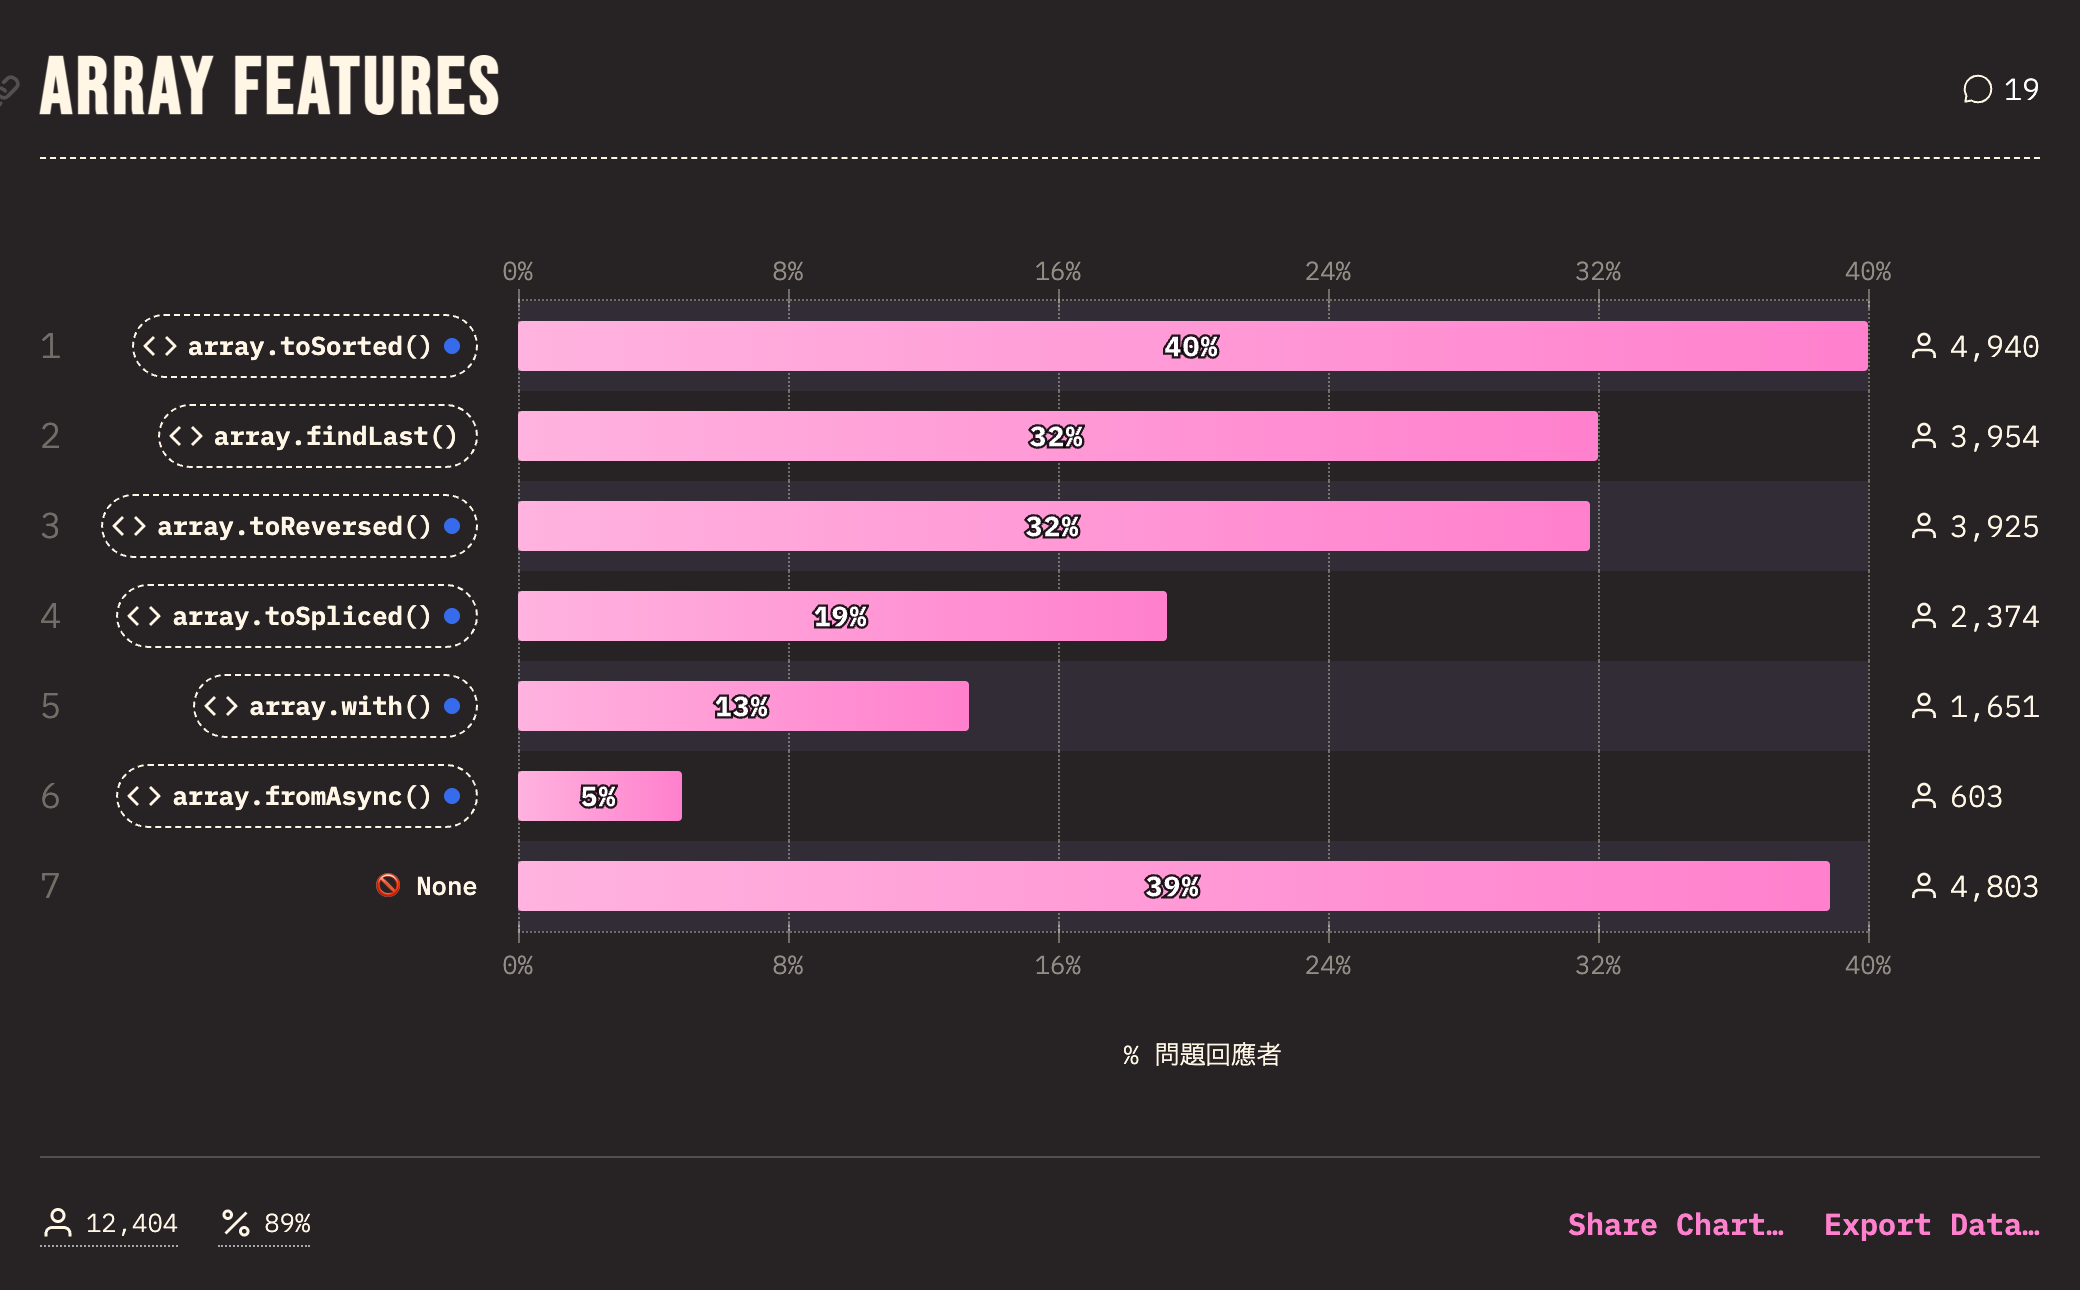 ARRAY FEATURES
19
0% 8% 16% 24% 32% 40%
1 <> array.toSorted() 40% 4,940
2 <> array.findLast() 32% 3,954
3 <> array.toReversed() 32% 3,925
4 <> array.toSpliced() 19% 2,374
5 <> array.with() 13% 1,651
6 <> array.fromAsync() 5% 603
7 🚫 None 39% 4,803
0% 8% 16% 24% 32% 40%
% 問題回應者
12,404 % 89% Share Chart… Export Data…